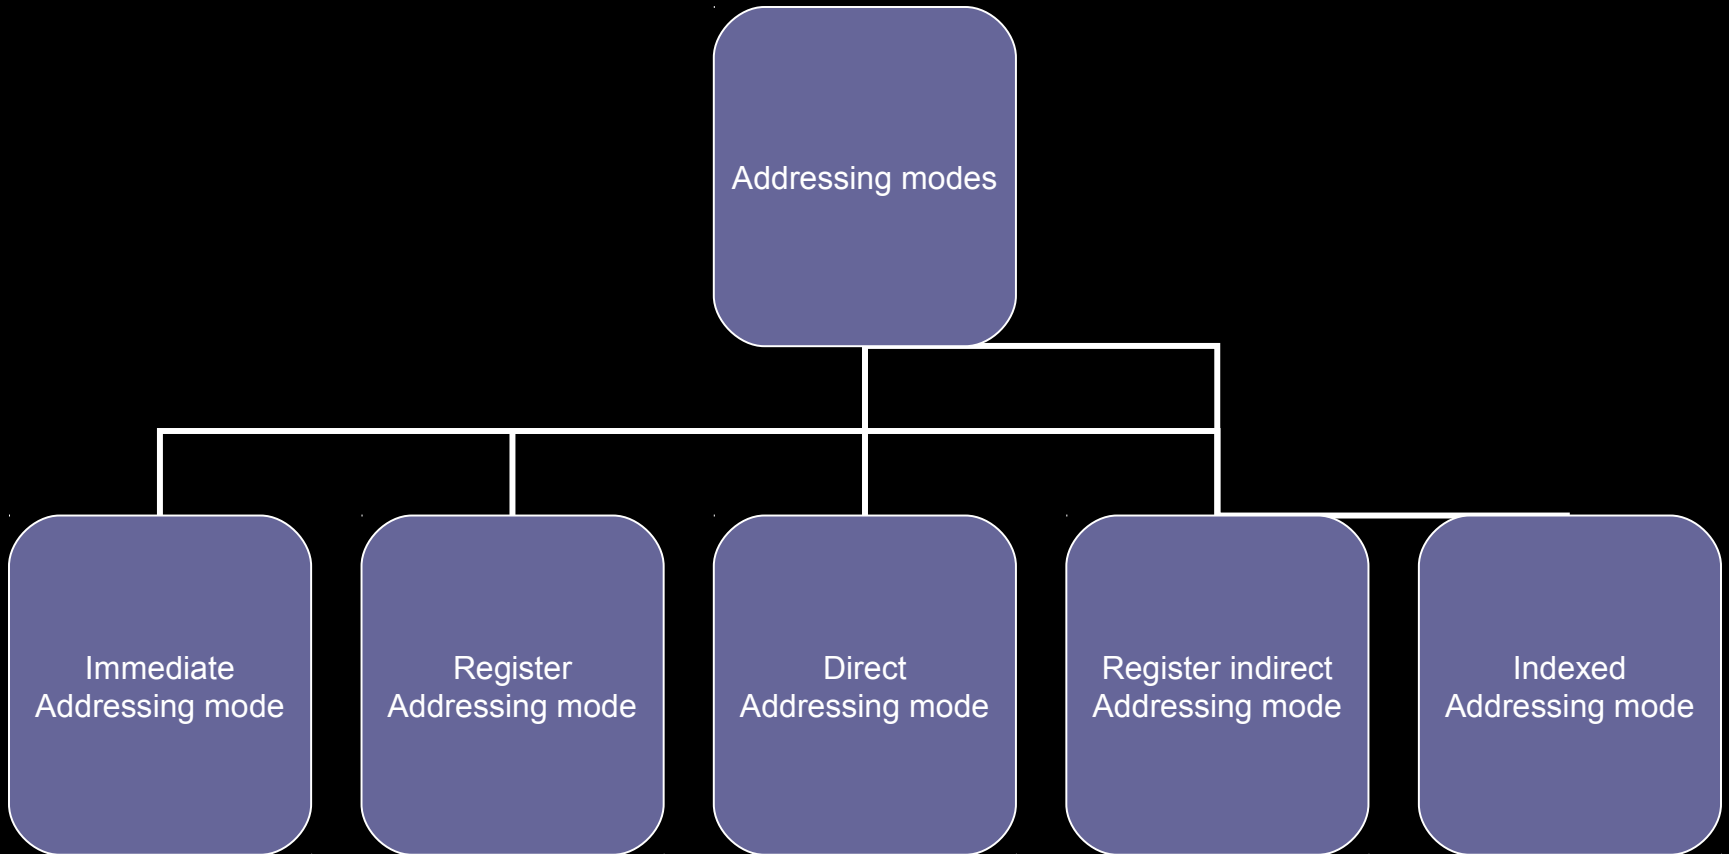 Addressing modes
Immediate
Addressing mode
Register
Addressing mode
Direct
Addressing mode
Register indirect
Addressing mode
Indexed
Addressing mode